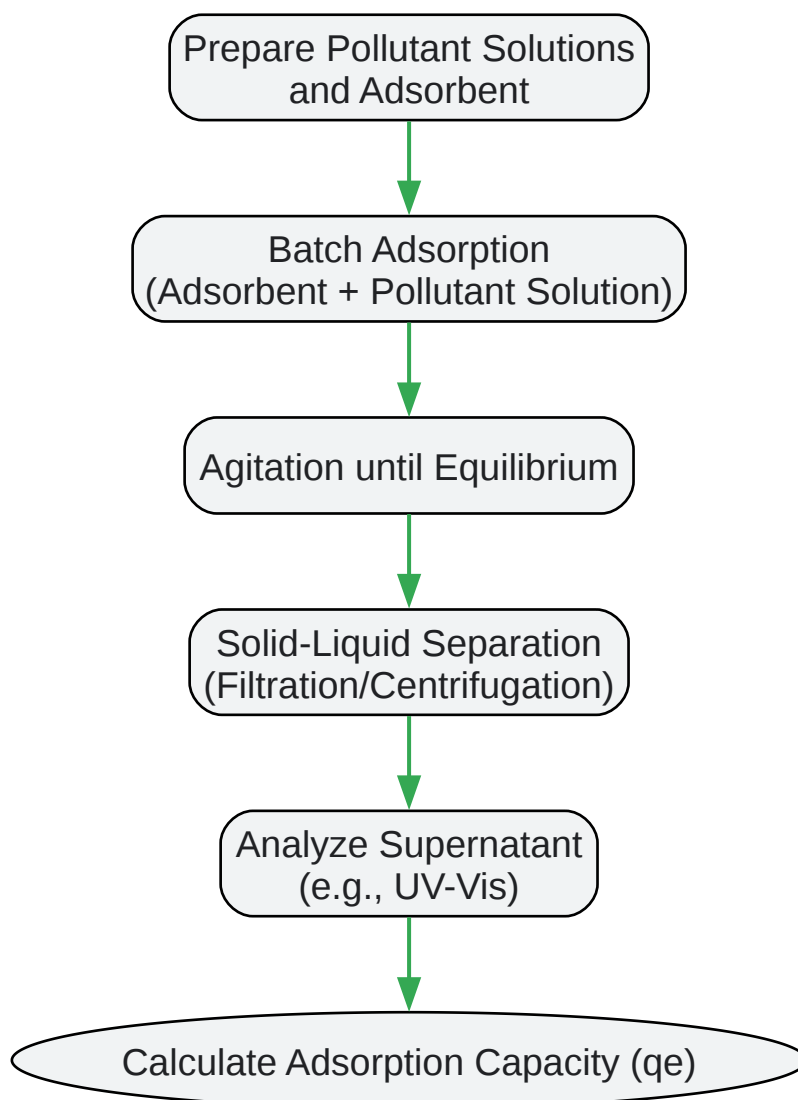 Prepare Pollutant Solutions
and Adsorbent
Batch Adsorption
(Adsorbent + Pollutant Solution)
Agitation until Equilibrium
Solid-Liquid Separation
(Filtration/Centrifugation)
Analyze Supernatant
(e.g., UV-Vis)
Calculate Adsorption Capacity (qe)